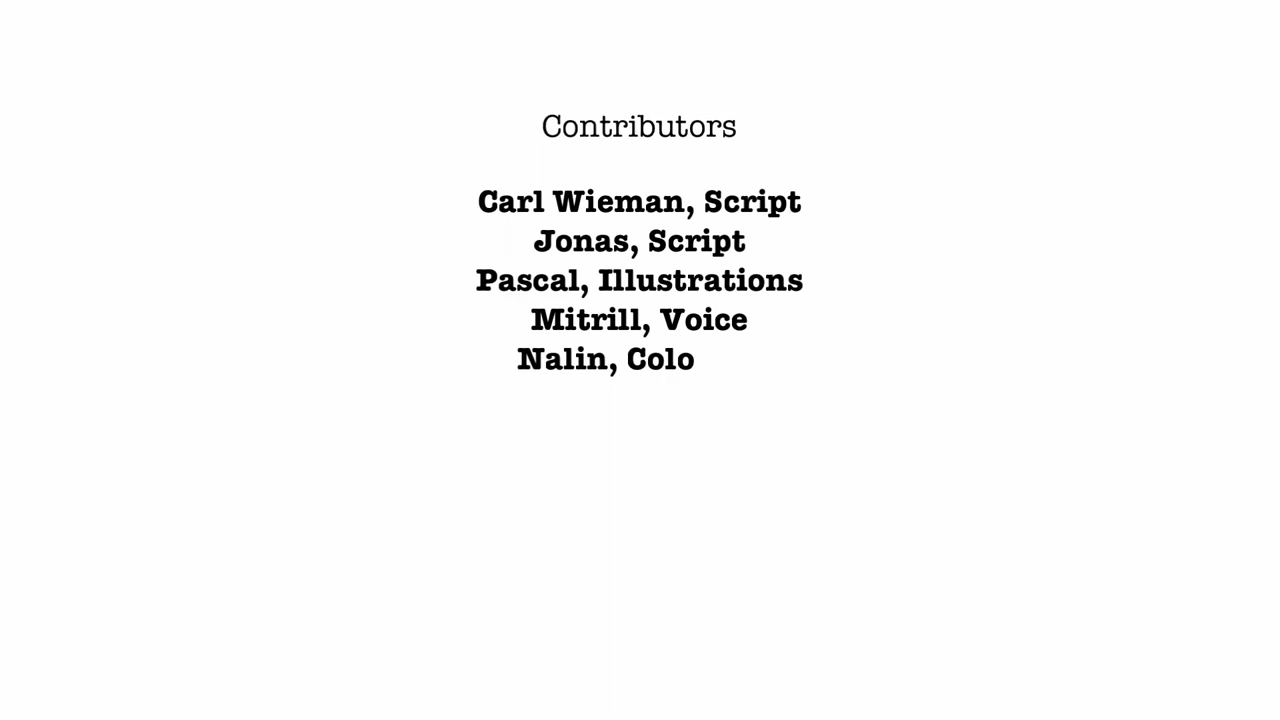 Contributors
Carl Wieman, Script
Jonas, Script
Pascal, Illustrations
Mitrill, Voice
Nalin, Colo